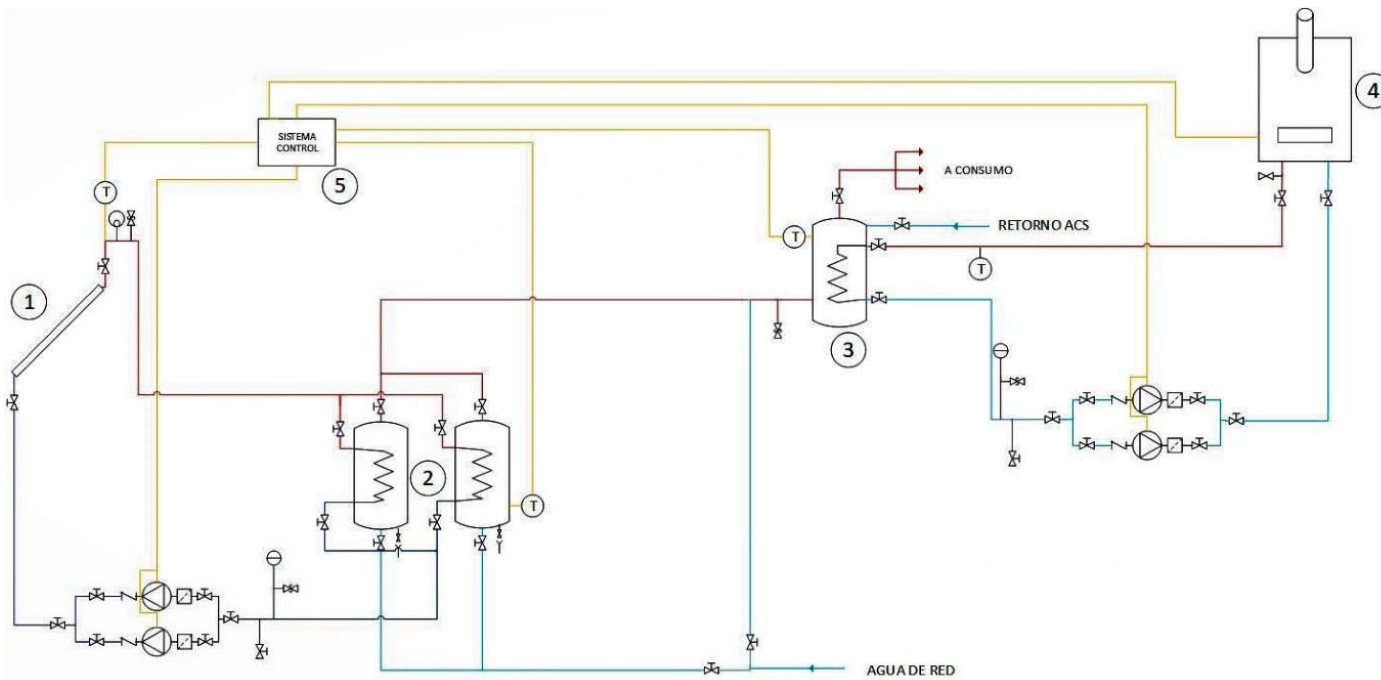 4
SISTEMA
CONTROL
5
T
A CONSUMO
RETORNO ACS
T
T
1
3
2
T
AGUA DE RED